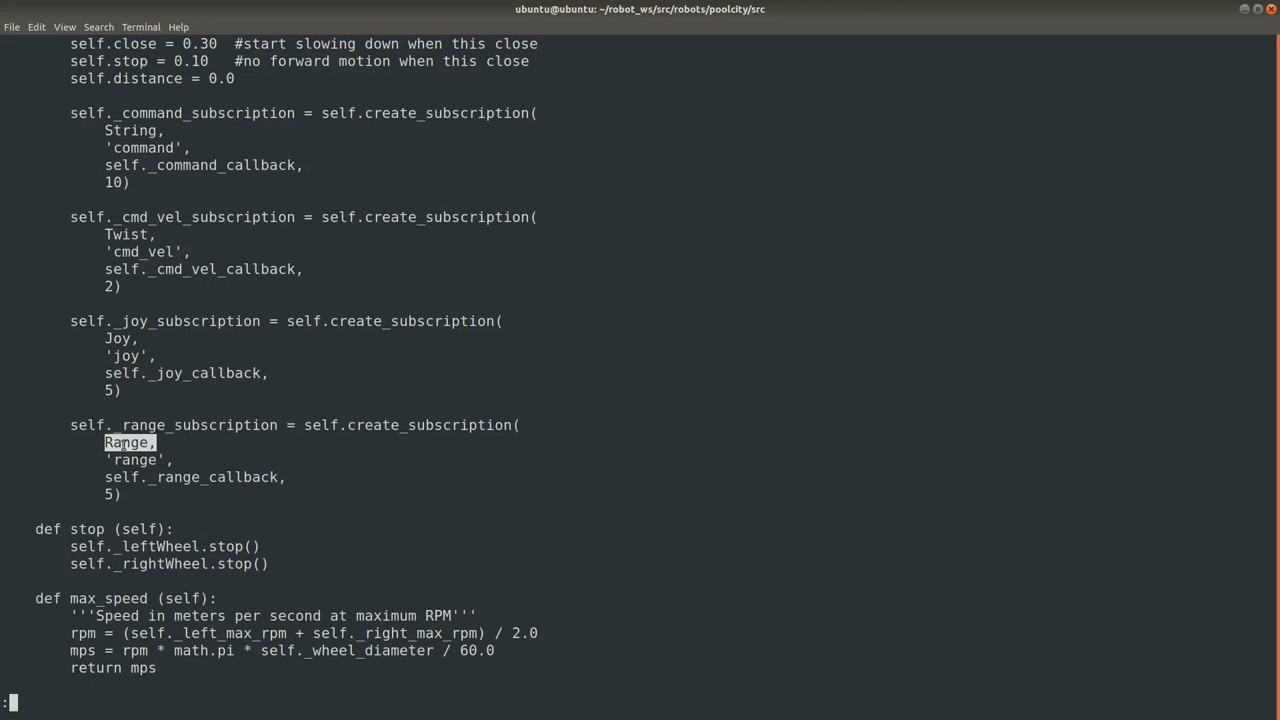 ubuntu@ubuntu: ~/robot_ws/src/robots/poolcity/src
File Edit View Search Terminal Help
self.close = 0.30  #start slowing down when this close
self.stop = 0.10   #no forward motion when this close
self.distance = 0.0
self._command_subscription = self.create_subscription(
String,
'command',
self._command_callback,
10)
self._cmd_vel_subscription = self.create_subscription(
Twist,
'cmd_vel',
self._cmd_vel_callback,
2)
self._joy_subscription = self.create_subscription(
Joy,
'joy',
self._joy_callback,
5)
self._range_subscription = self.create_subscription(
Range,
'range',
self._range_callback,
5)
def stop (self):
self._leftWheel.stop()
self._rightWheel.stop()
def max_speed (self):
'''Speed in meters per second at maximum RPM'''
rpm = (self._left_max_rpm + self._right_max_rpm) / 2.0
mps = rpm * math.pi * self._wheel_diameter / 60.0
return mps
: